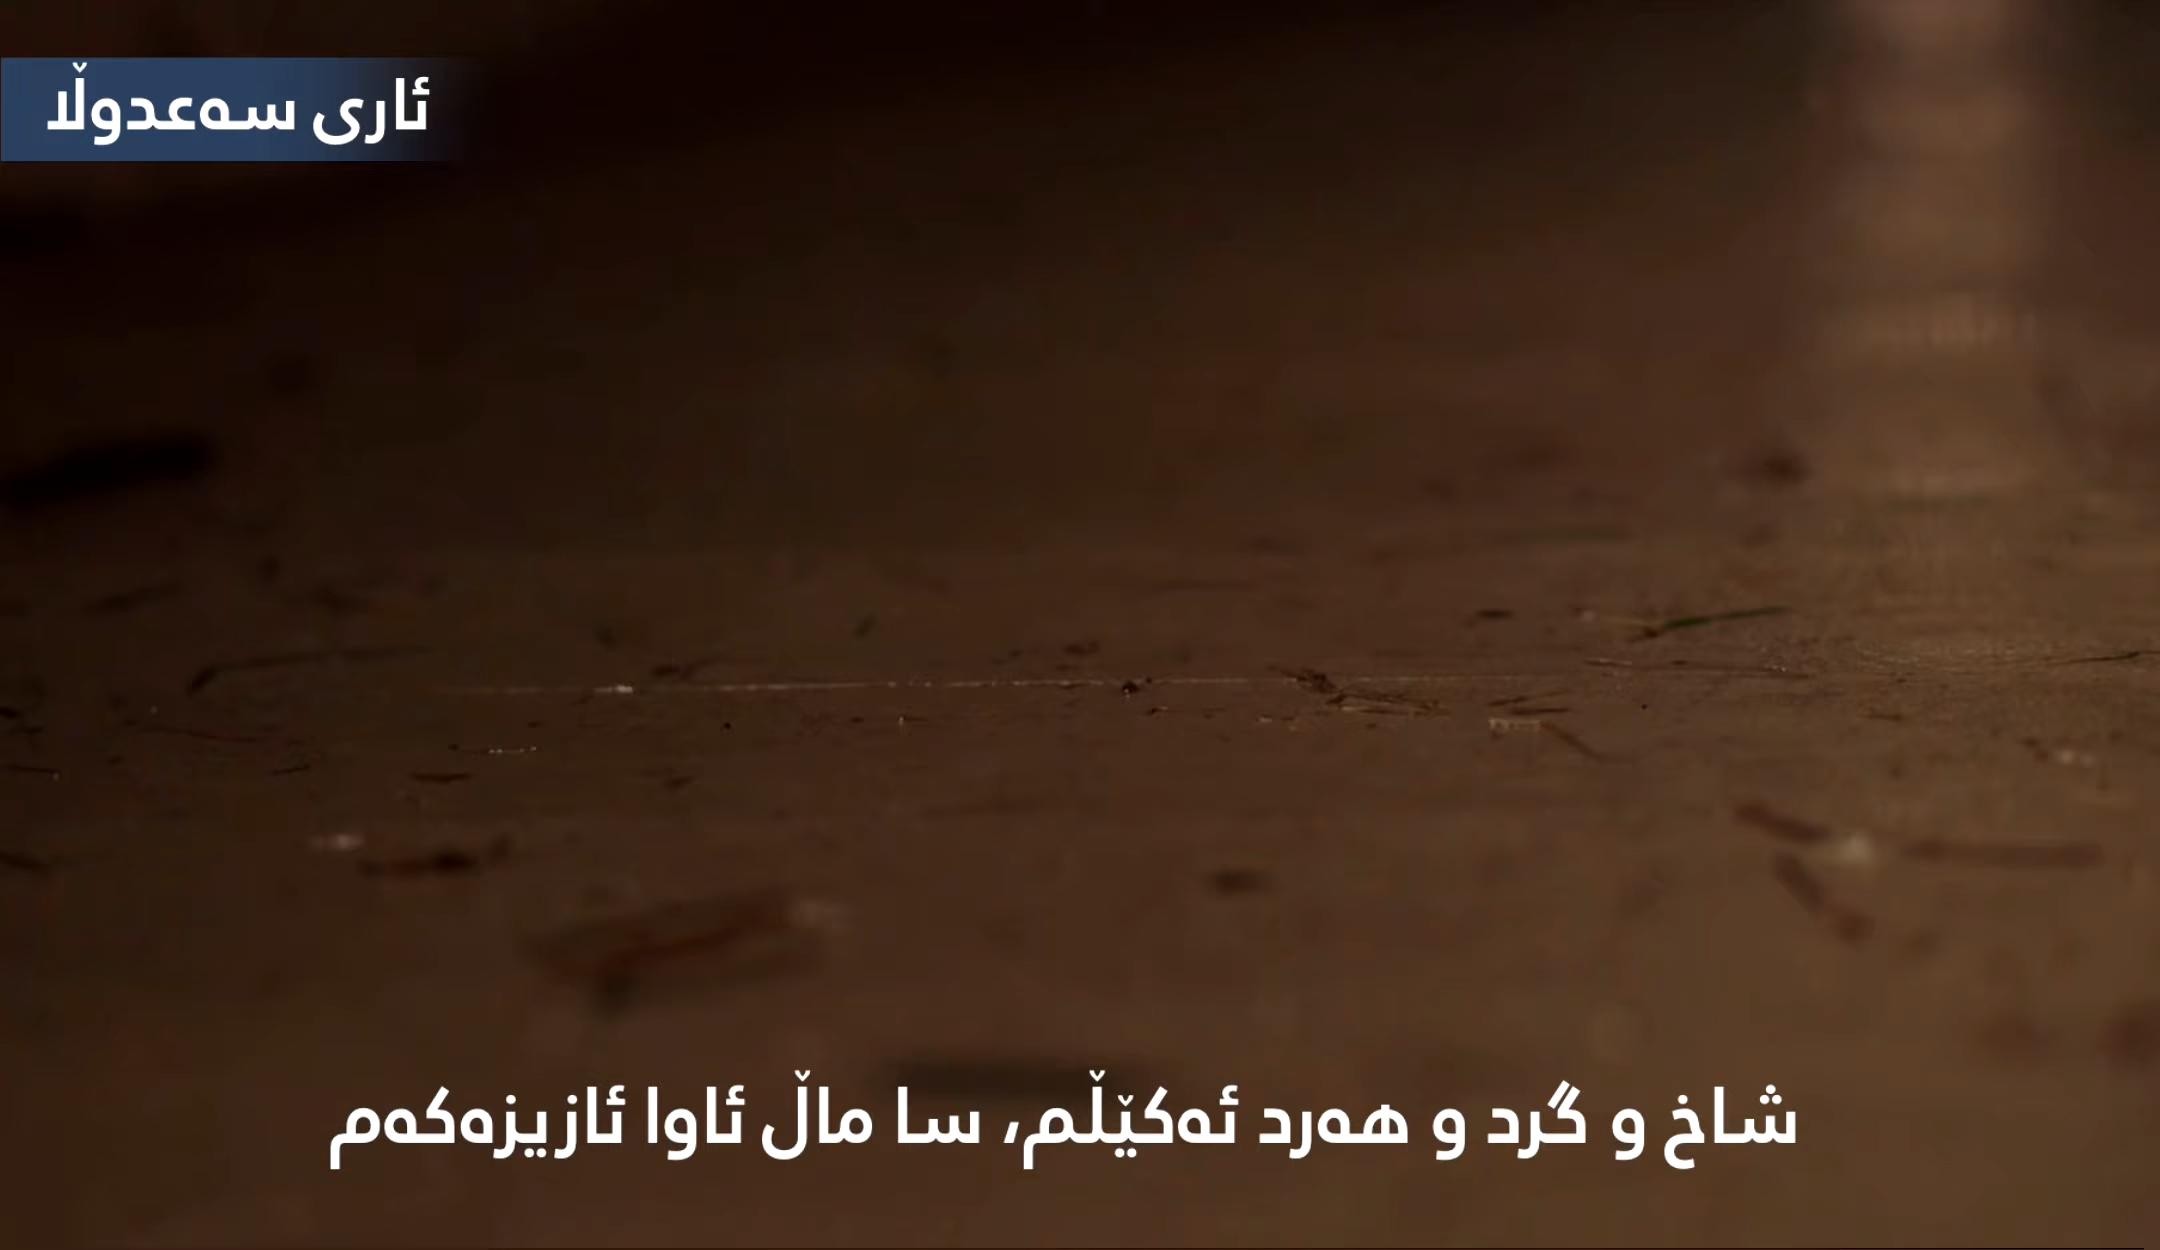 ئاری سەعدوڵا
شاخ و گرد و هەرد ئەکێڵم، سا ماڵ ئاوا ئازیزەکەم